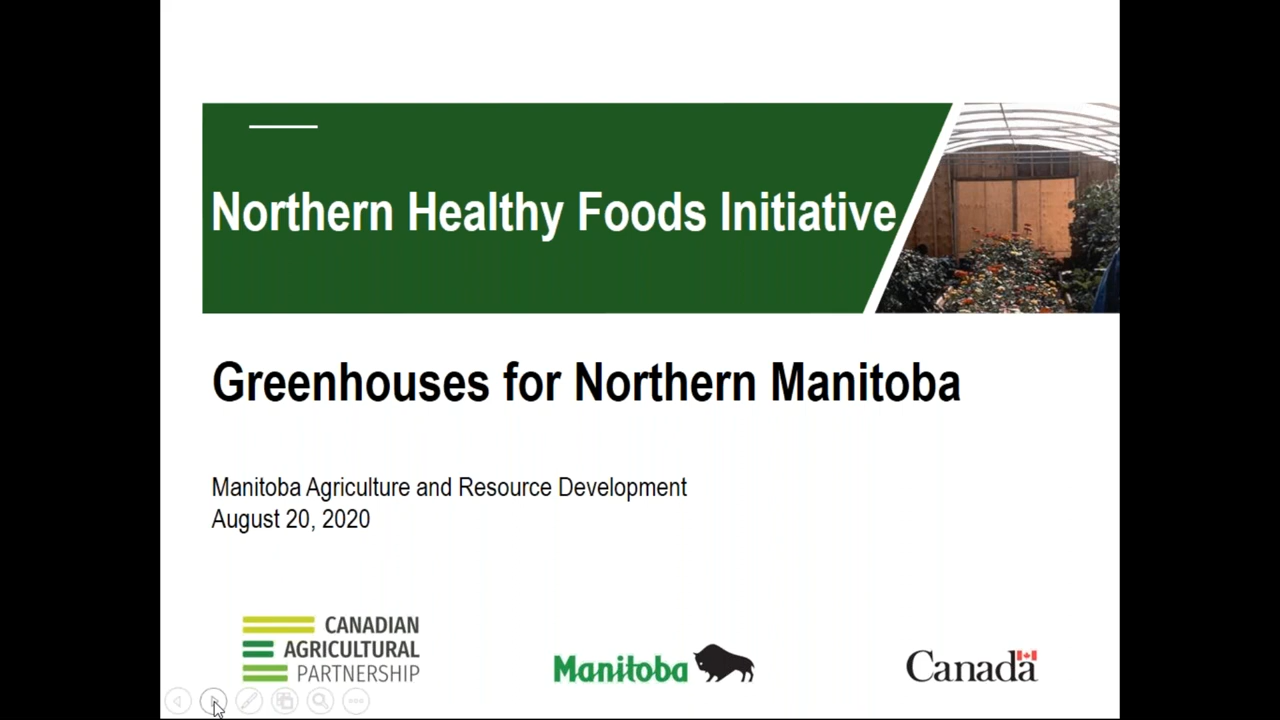 Northern Healthy Foods Initiative
Greenhouses for Northern Manitoba
Manitoba Agriculture and Resource Development
August 20, 2020
CANADIAN
AGRICULTURAL
PARTNERSHIP
Manitoba
Canada